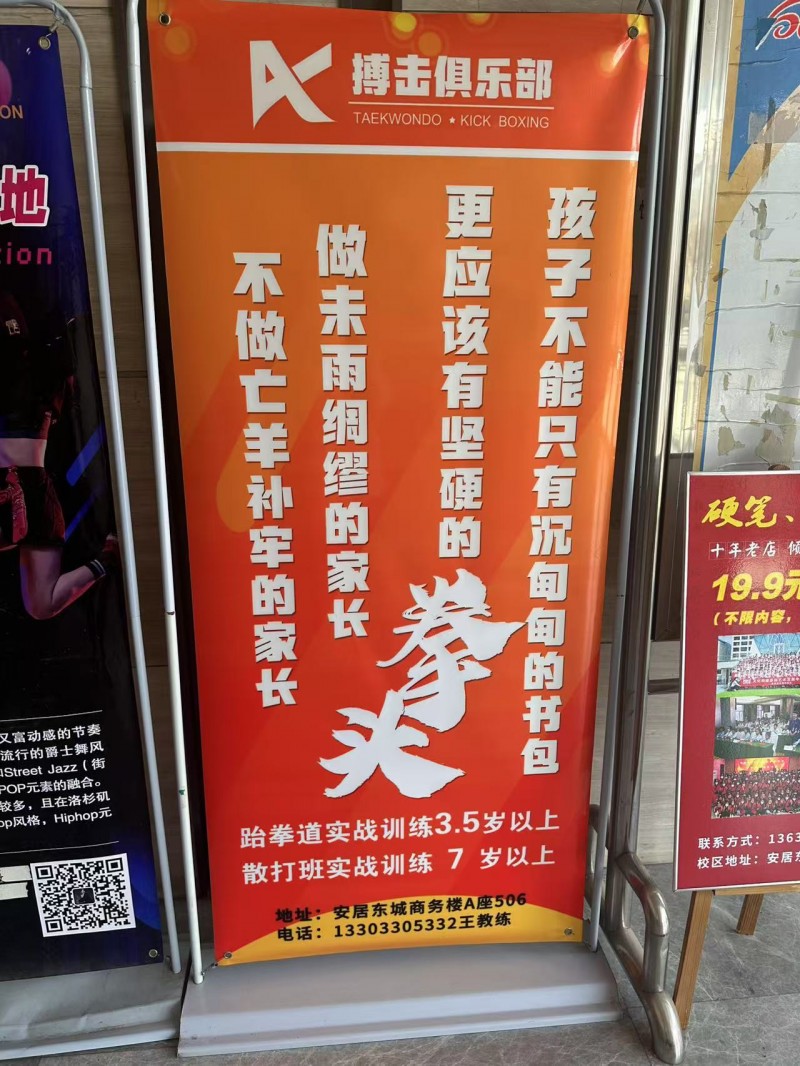 搏击俱乐部
TAEKWONDO ★ KICK BOXING
孩子不能只有沉甸甸的书包
更应该有坚硬的
拳头
做未雨绸缪的家长
不做亡羊补牢的家长
跆拳道实战训练3.5岁以上
散打班实战训练 7 岁以上
地址：安居东城商务楼A座506
电话：13303305332王教练
ON
地
tion
又富动感的节奏
流行的爵士舞风
Street Jazz（街
POP元素的融合。
较多，且在洛杉矶
op风格，Hiphop元
硬笔、
十年老店 倾
19.9元
（不限内容，
联系方式：1363
校区地址：安居东